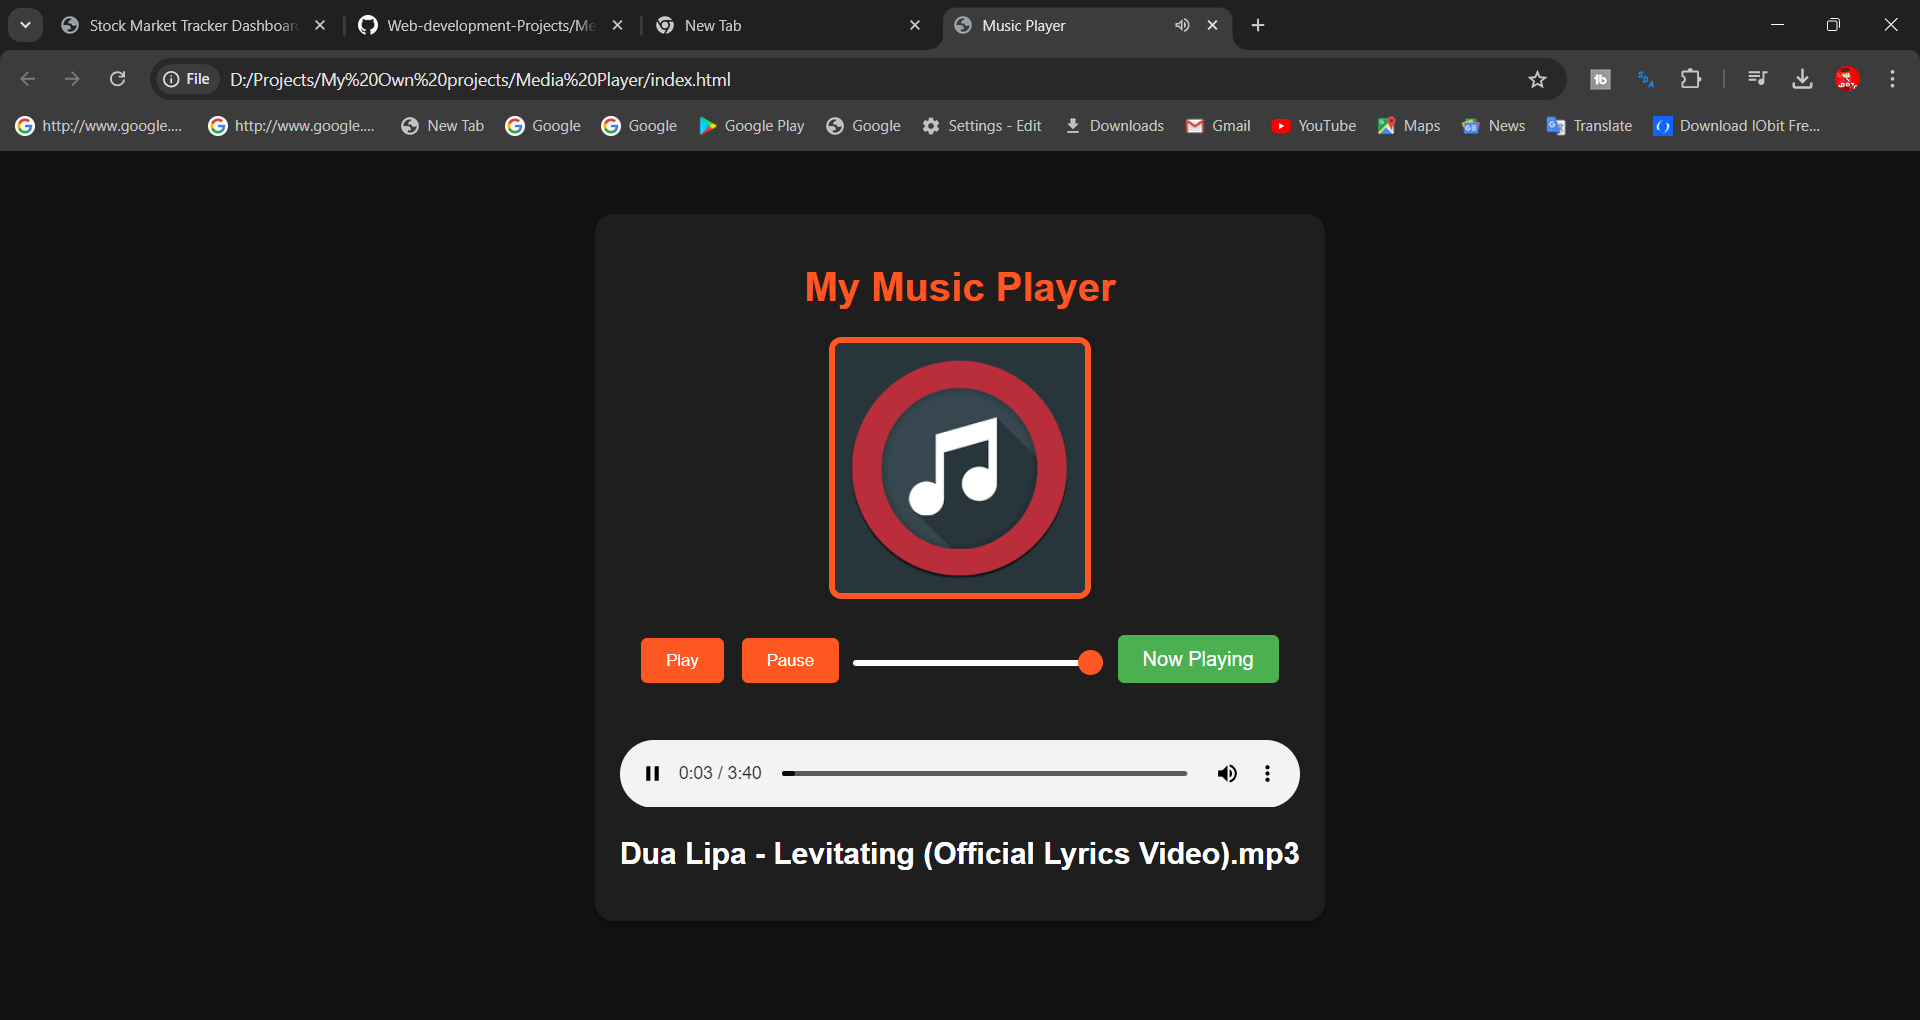 Stock Market Tracker Dashboar
Web-development-Projects/Me
New Tab
Music Player
File
D:/Projects/My%20Own%20projects/Media%20Player/index.html
http://www.google....
http://www.google....
New Tab
Google
Google
Google Play
Google
Settings - Edit
Downloads
Gmail
YouTube
Maps
News
Translate
Download IObit Fre...
My Music Player
Play
Pause
Now Playing
0:03 / 3:40
Dua Lipa - Levitating (Official Lyrics Video).mp3